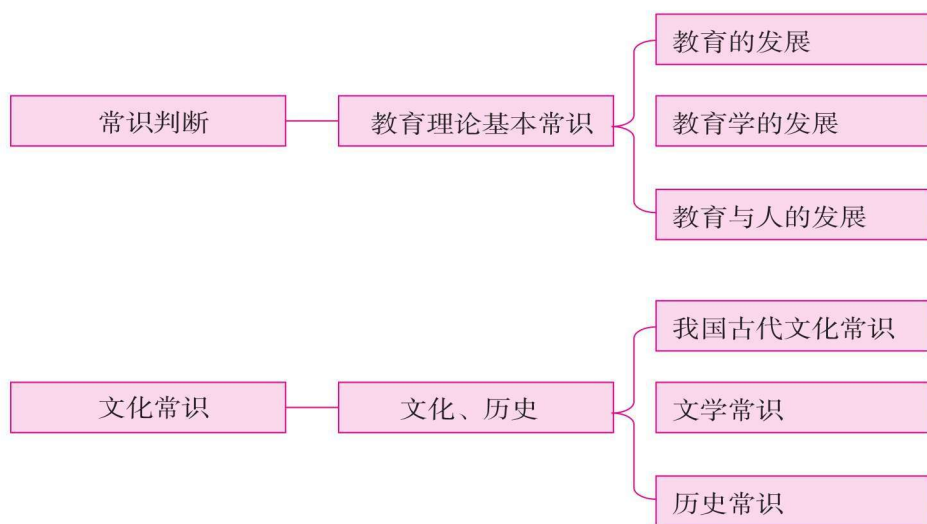 教育的发展
常识判断
教育理论基本常识
教育学的发展
教育与人的发展
我国古代文化常识
文化常识
文化、历史
文学常识
历史常识